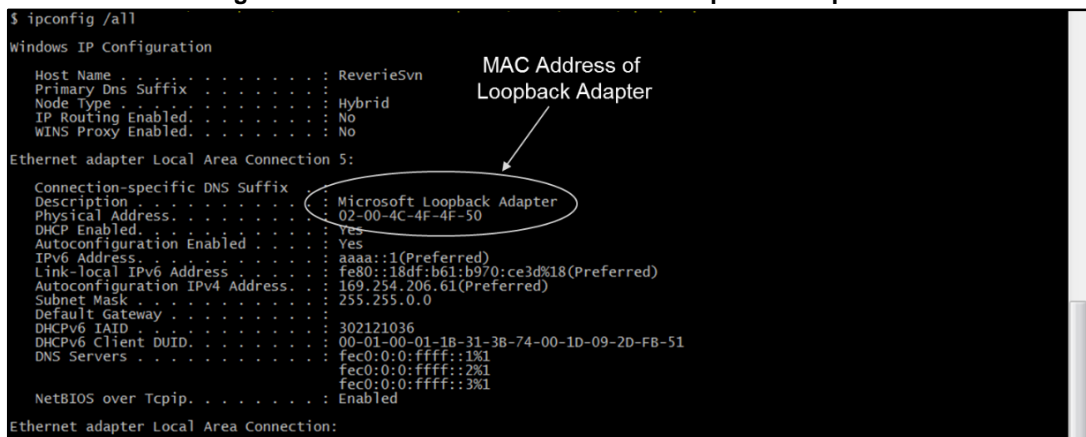 $ ipconfig /all
Windows IP Configuration
Host Name . . . . . . . . . . . . : ReverieSvn
Primary Dns Suffix  . . . . . . . :
Node Type . . . . . . . . . . . . : Hybrid
IP Routing Enabled. . . . . . . . : No
WINS Proxy Enabled. . . . . . . . : No
MAC Address of
Loopback Adapter
Ethernet adapter Local Area Connection 5:
Connection-specific DNS Suffix  . :
Description . . . . . . . . . . . : Microsoft Loopback Adapter
Physical Address. . . . . . . . . : 02-00-4C-4F-4F-50
DHCP Enabled. . . . . . . . . . . : Yes
Autoconfiguration Enabled . . . . : Yes
IPv6 Address. . . . . . . . . . . : aaaa::1(Preferred)
Link-local IPv6 Address . . . . . : fe80::18df:b61:b970:ce3d%18(Preferred)
Autoconfiguration IPv4 Address. . : 169.254.206.61(Preferred)
Subnet Mask . . . . . . . . . . . : 255.255.0.0
Default Gateway . . . . . . . . . :
DHCPv6 IAID . . . . . . . . . . . : 302121036
DHCPv6 Client DUID. . . . . . . . : 00-01-00-01-1B-31-3B-74-00-1D-09-2D-FB-51
DNS Servers . . . . . . . . . . . : fec0:0:0:ffff::1%1
fec0:0:0:ffff::2%1
fec0:0:0:ffff::3%1
NetBIOS over Tcpip. . . . . . . . : Enabled
Ethernet adapter Local Area Connection: